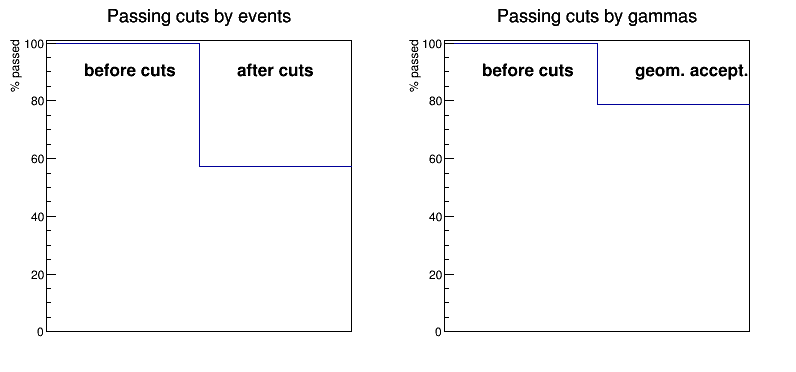 Passing cuts by events
% passed
100
80
60
40
20
0
before cuts
after cuts
Passing cuts by gammas
% passed
100
80
60
40
20
0
before cuts
geom. accept.